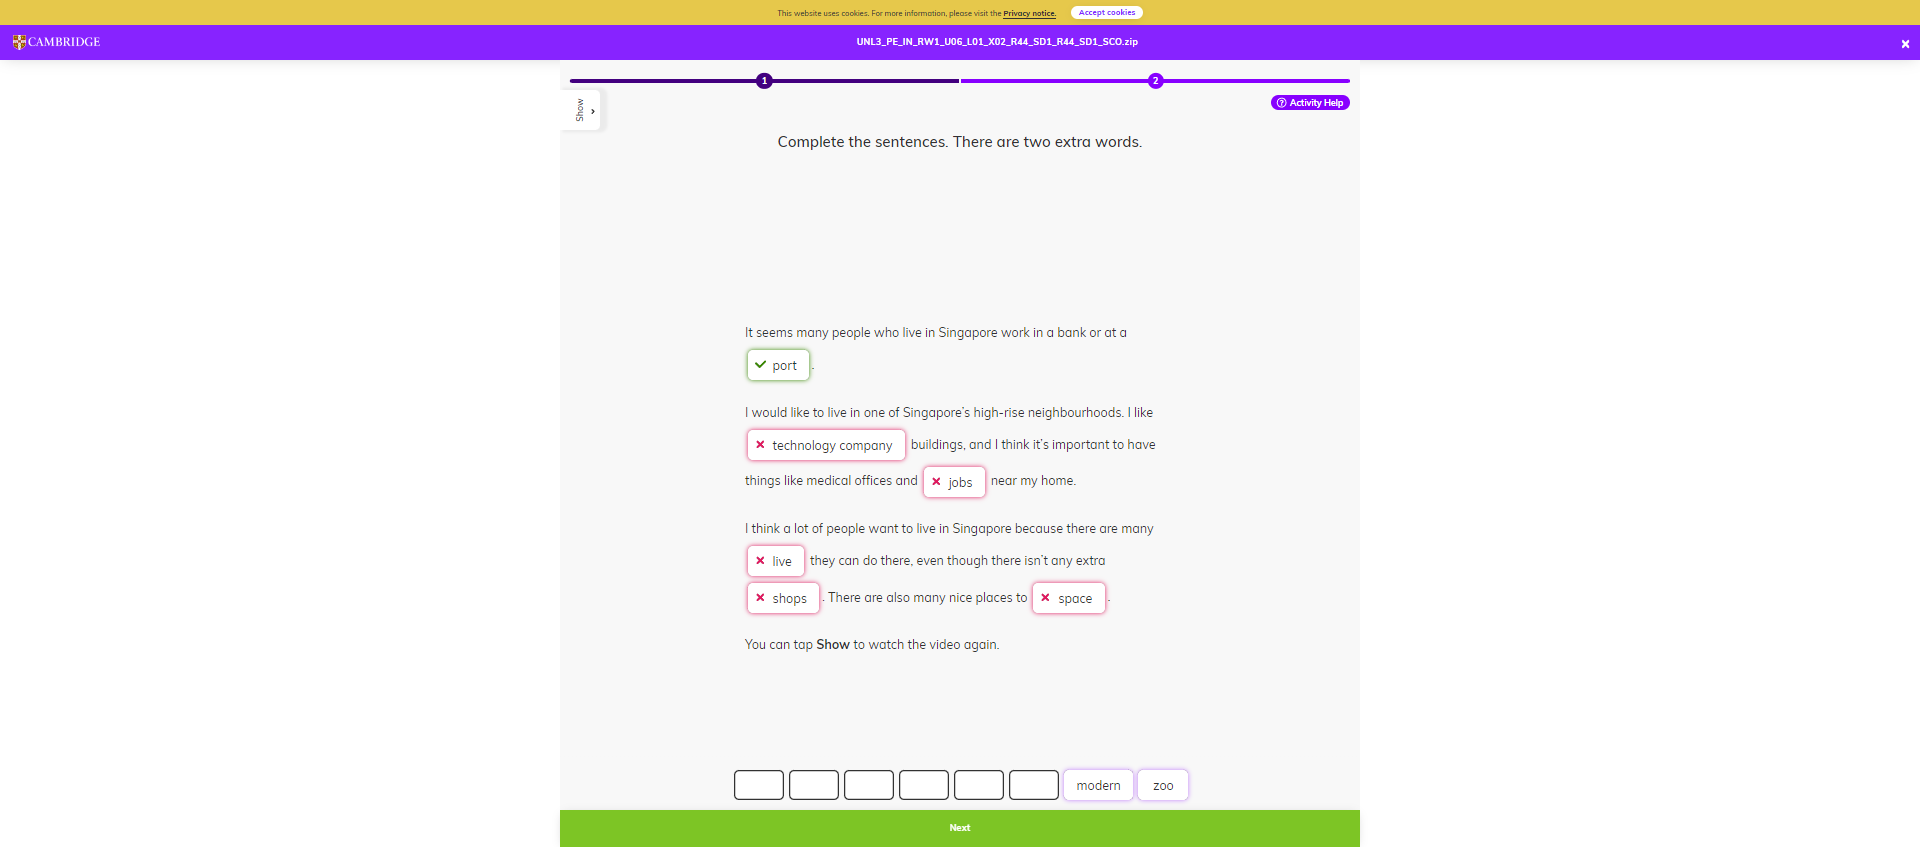 This website uses cookies. For more information, please visit the Privacy notice. Accept cookies
CAMBRIDGE
UNL3_PE_IN_RW1_U06_L01_X02_R44_SD1_R44_SD1_SCO.zip
1
2
Show
Activity Help
Complete the sentences. There are two extra words.
It seems many people who live in Singapore work in a bank or at a
port .
I would like to live in one of Singapore's high-rise neighbourhoods. I like
technology company buildings, and I think it's important to have
things like medical offices and jobs near my home.
I think a lot of people want to live in Singapore because there are many
live they can do there, even though there isn't any extra
shops . There are also many nice places to space .
You can tap Show to watch the video again.
modern zoo
Next